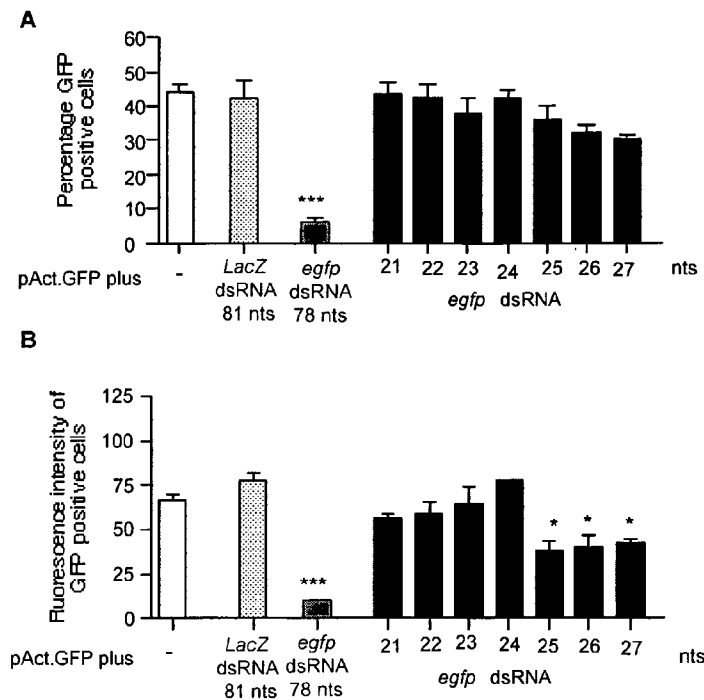 A
Percentage GFP
positive cells
60
50
40
30
20
10
0
***
pAct.GFP plus
-
LacZ
dsRNA
81 nts
egfp
dsRNA
78 nts
21 22 23 24 25 26 27 nts
egfp dsRNA
B
Fluorescence intensity of
GFP positive cells
125
100
75
50
25
0
***
* * *
pAct.GFP plus
-
LacZ
dsRNA
81 nts
egfp
dsRNA
78 nts
21 22 23 24 25 26 27 nts
egfp dsRNA